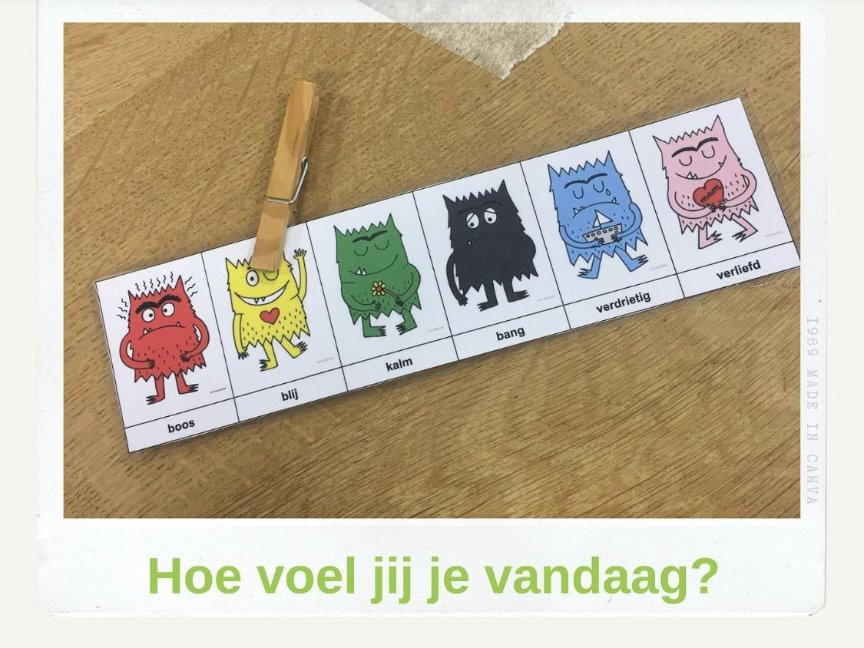 boos
blij
kalm
bang
verdrietig
verliefd
1989 MADE IN CANVA
Hoe voel jij je vandaag?